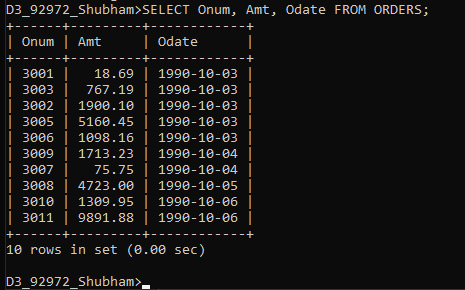 D3_92972_Shubham>SELECT Onum, Amt, Odate FROM ORDERS;
+------+---------+------------+
| Onum | Amt     | Odate      |
+------+---------+------------+
| 3001 |   18.69 | 1990-10-03 |
| 3003 |  767.19 | 1990-10-03 |
| 3002 | 1900.10 | 1990-10-03 |
| 3005 | 5160.45 | 1990-10-03 |
| 3006 | 1098.16 | 1990-10-03 |
| 3009 | 1713.23 | 1990-10-04 |
| 3007 |   75.75 | 1990-10-04 |
| 3008 | 4723.00 | 1990-10-05 |
| 3010 | 1309.95 | 1990-10-06 |
| 3011 | 9891.88 | 1990-10-06 |
+------+---------+------------+
10 rows in set (0.00 sec)
D3_92972_Shubham>